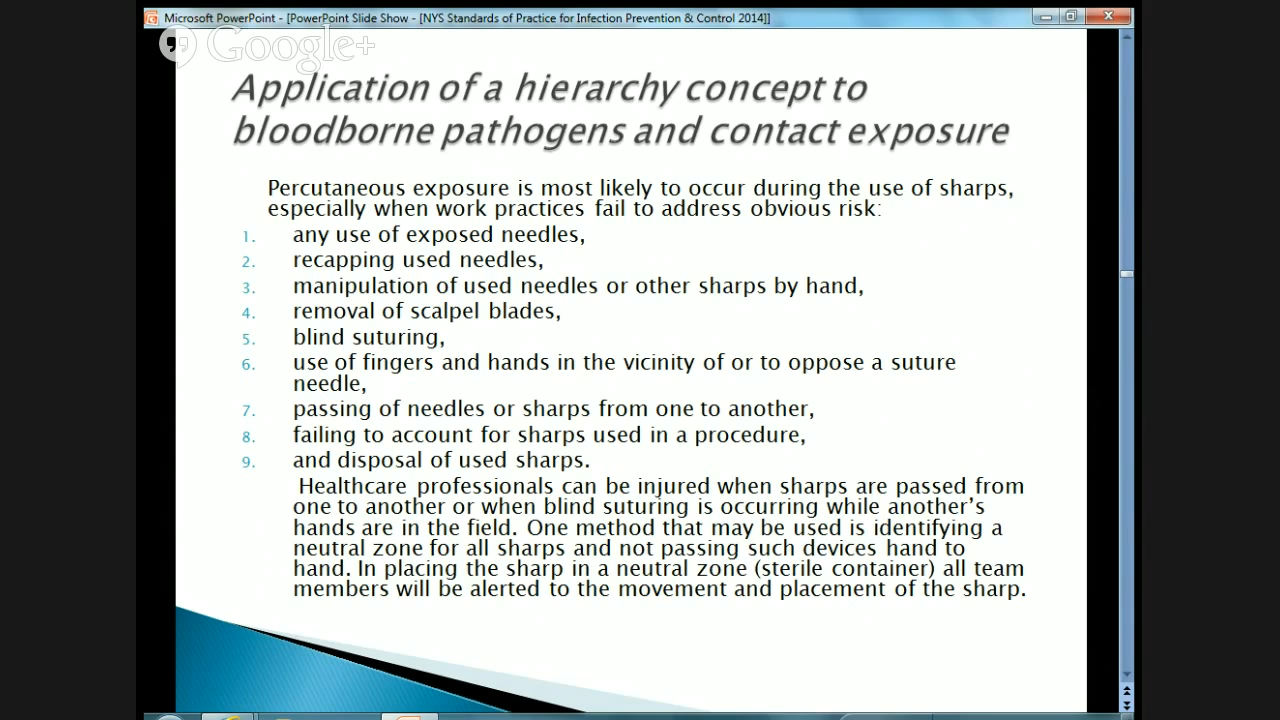 Microsoft PowerPoint - [PowerPoint Slide Show - [NYS Standards of Practice for Infection Prevention & Control 2014]]
Google+
Application of a hierarchy concept to
bloodborne pathogens and contact exposure
Percutaneous exposure is most likely to occur during the use of sharps,
especially when work practices fail to address obvious risk:
1. any use of exposed needles,
2. recapping used needles,
3. manipulation of used needles or other sharps by hand,
4. removal of scalpel blades,
5. blind suturing,
6. use of fingers and hands in the vicinity of or to oppose a suture
needle,
7. passing of needles or sharps from one to another,
8. failing to account for sharps used in a procedure,
9. and disposal of used sharps.
Healthcare professionals can be injured when sharps are passed from
one to another or when blind suturing is occurring while another's
hands are in the field. One method that may be used is identifying a
neutral zone for all sharps and not passing such devices hand to
hand. In placing the sharp in a neutral zone (sterile container) all team
members will be alerted to the movement and placement of the sharp.